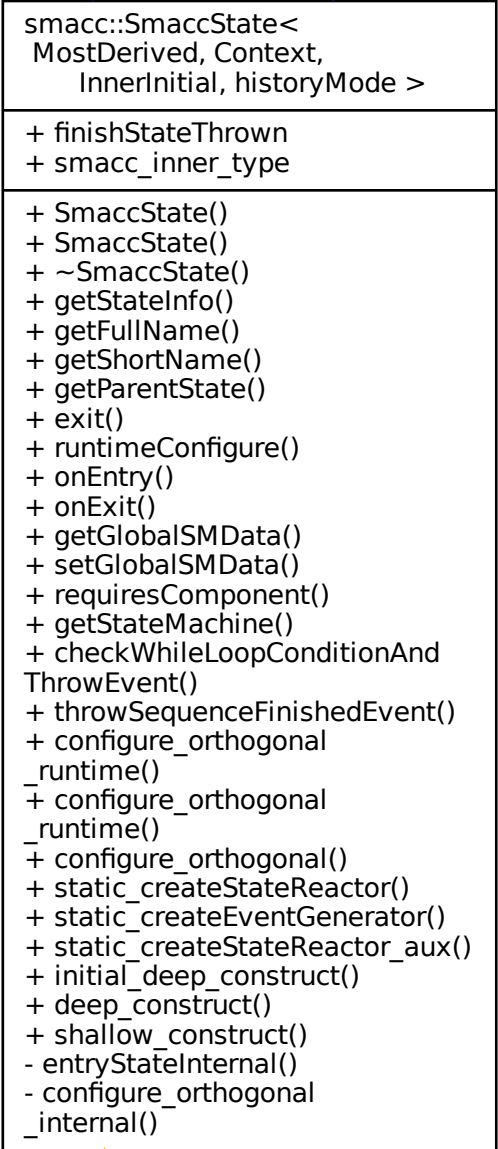 smacc::SmaccState<
MostDerived, Context,
InnerInitial, historyMode >
+ finishStateThrown
+ smacc_inner_type
+ SmaccState()
+ SmaccState()
+ ~SmaccState()
+ getStateInfo()
+ getFullName()
+ getShortName()
+ getParentState()
+ exit()
+ runtimeConfigure()
+ onEntry()
+ onExit()
+ getGlobalSMData()
+ setGlobalSMData()
+ requiresComponent()
+ getStateMachine()
+ checkWhileLoopConditionAnd
ThrowEvent()
+ throwSequenceFinishedEvent()
+ configure_orthogonal
_runtime()
+ configure_orthogonal
_runtime()
+ configure_orthogonal()
+ static_createStateReactor()
+ static_createEventGenerator()
+ static_createStateReactor_aux()
+ initial_deep_construct()
+ deep_construct()
+ shallow_construct()
- entryStateInternal()
- configure_orthogonal
_internal()